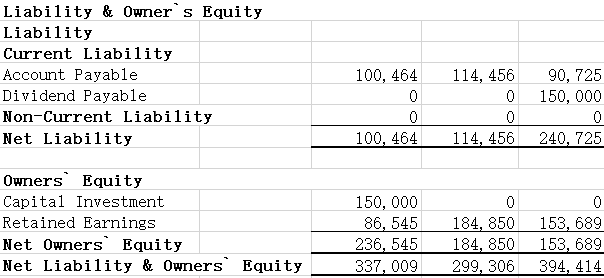 Liability & Owner`s Equity
Liability
Current Liability
Account Payable 100,464 114,456 90,725
Dividend Payable 0 0 150,000
Non-Current Liability 0 0 0
Net Liability 100,464 114,456 240,725
Owners` Equity
Capital Investment 150,000 0 0
Retained Earnings 86,545 184,850 153,689
Net Owners` Equity 236,545 184,850 153,689
Net Liability & Owners` Equity 337,009 299,306 394,414